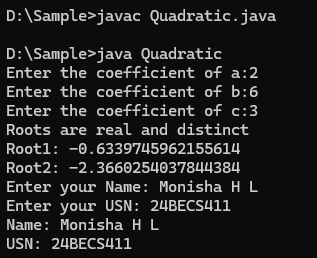 D:\Sample>javac Quadratic.java
D:\Sample>java Quadratic
Enter the coefficient of a:2
Enter the coefficient of b:6
Enter the coefficient of c:3
Roots are real and distinct
Root1: -0.6339745962155614
Root2: -2.3660254037844384
Enter your Name: Monisha H L
Enter your USN: 24BECS411
Name: Monisha H L
USN: 24BECS411